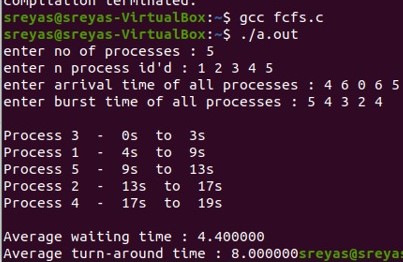 compilation terminated.
sreyas@sreyas-VirtualBox:~$ gcc fcfs.c
sreyas@sreyas-VirtualBox:~$ ./a.out
enter no of processes : 5
enter n process id'd : 1 2 3 4 5
enter arrival time of all processes : 4 6 0 6 5
enter burst time of all processes : 5 4 3 2 4
Process 3  -  0s  to  3s
Process 1  -  4s  to  9s
Process 5  -  9s  to  13s
Process 2  -  13s  to  17s
Process 4  -  17s  to  19s
Average waiting time : 4.400000
Average turn-around time : 8.000000sreyas@sreyas